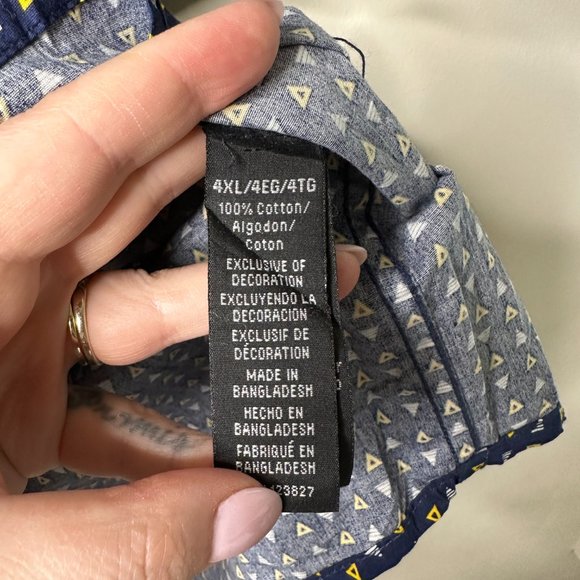 4XL/4EG/4TG
100% Cotton/
Algodon/
Coton
EXCLUSIVE OF
DECORATION
EXCLUYENDO LA
DECORACIÓN
EXCLUSIF DE
DÉCORATION
MADE IN
BANGLADESH
HECHO EN
BANGLADESH
FABRIQUÉ EN
BANGLADESH